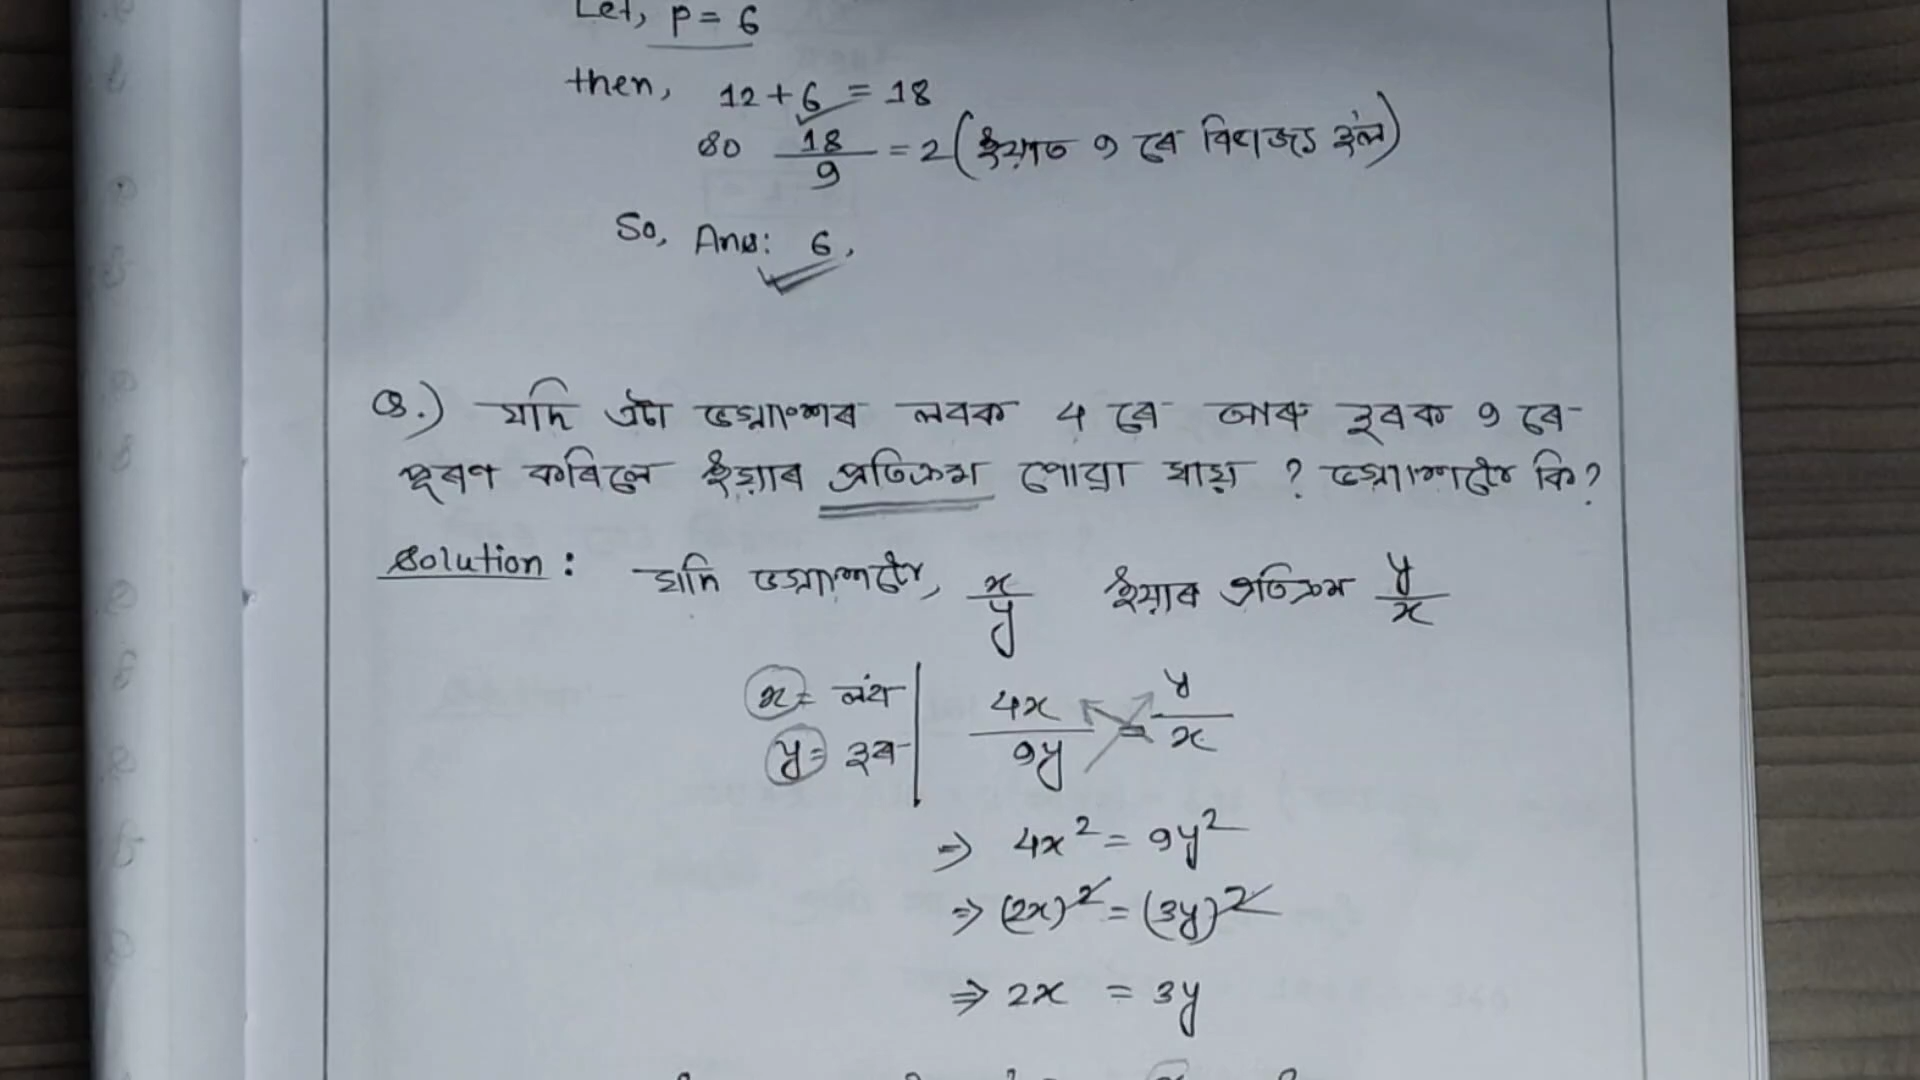 Let, p = 6
then, 12 + 6 = 18
so 18/9 = 2 (ইয়াত 9 ৰে বিভাজ্য হ'ল)
So, Ans: 6,
Q.) যদি এটা ভগ্নাংশৰ লবক 4 ৰে আৰু হৰক 9 ৰে
পূৰণ কৰিলে ইয়াৰ প্ৰতিক্ৰম পোৱা যায় ? ভগ্নাংশটো কি?
Solution : যদি ভগ্নাংশটো, x/y ইয়াৰ প্ৰতিক্ৰম y/x
x = লব | 4x/9y = y/x
y = হৰ
⇒ 4x² = 9y²
⇒ (2x)² = (3y)²
⇒ 2x = 3y